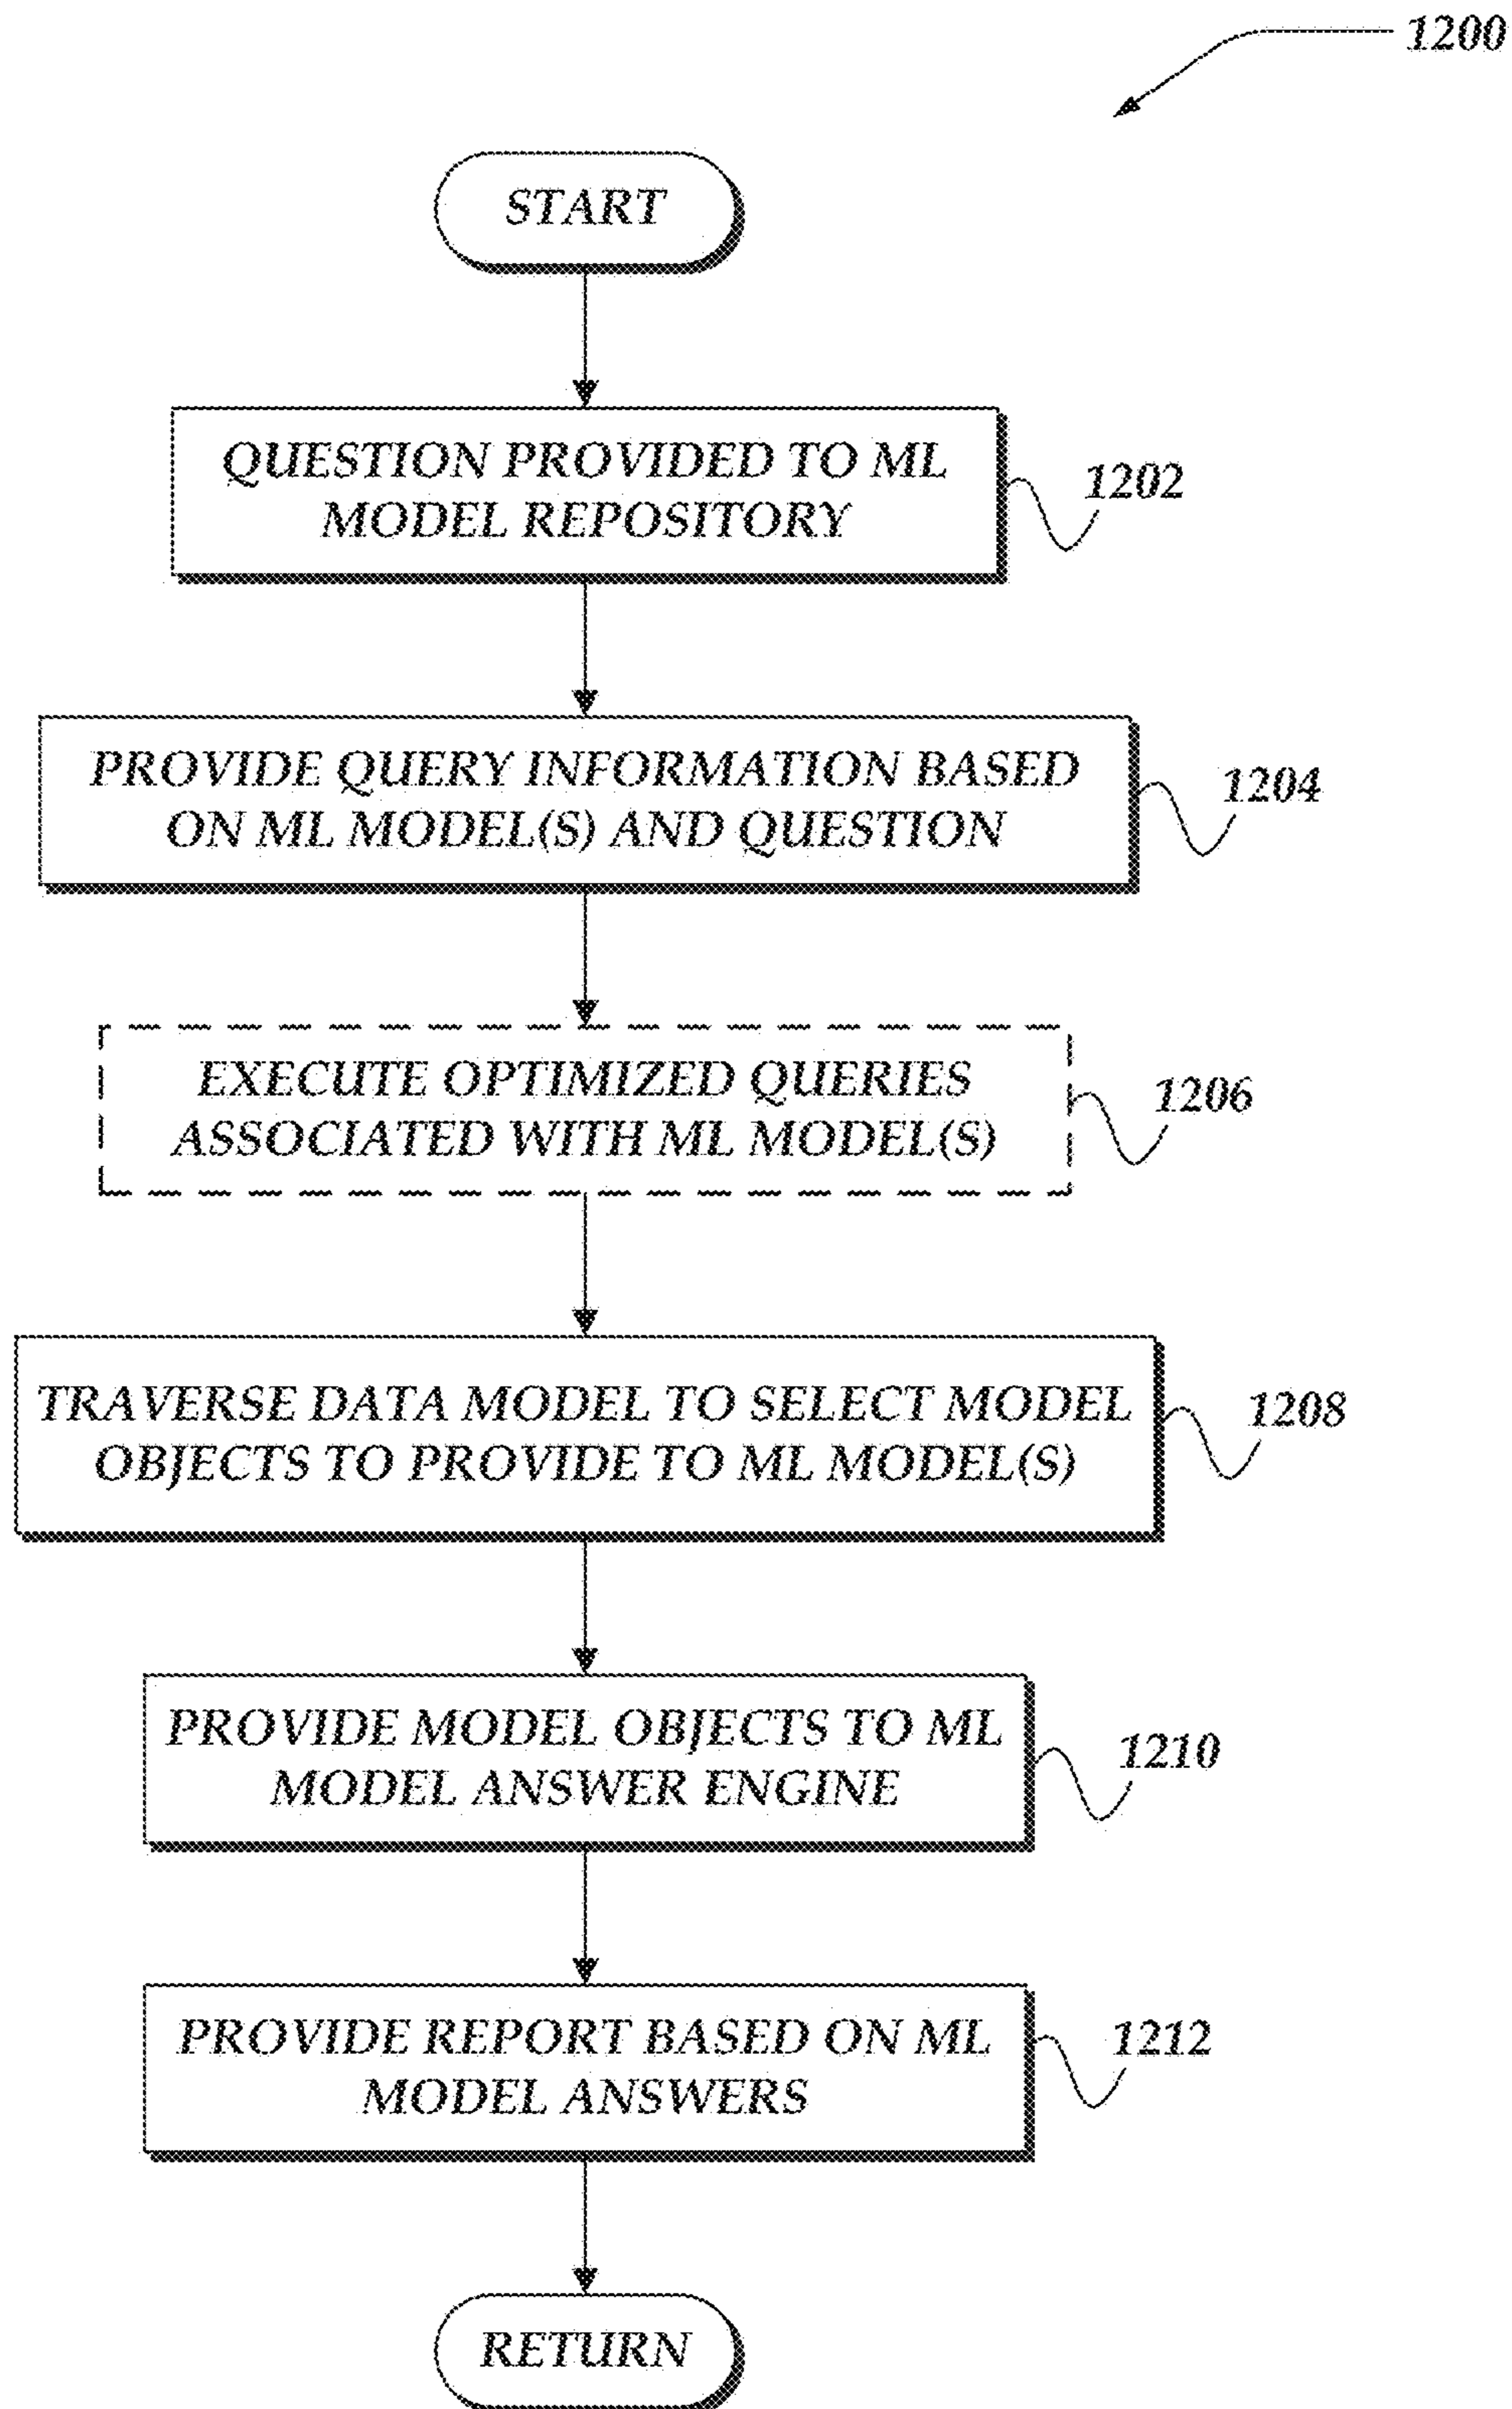 1200
START
QUESTION PROVIDED TO ML
MODEL REPOSITORY
1202
PROVIDE QUERY INFORMATION BASED
ON ML MODEL(S) AND QUESTION
1204
EXECUTE OPTIMIZED QUERIES
ASSOCIATED WITH ML MODEL(S)
1206
TRAVERSE DATA MODEL TO SELECT MODEL
OBJECTS TO PROVIDE TO ML MODEL(S)
1208
PROVIDE MODEL OBJECTS TO ML
MODEL ANSWER ENGINE
1210
PROVIDE REPORT BASED ON ML
MODEL ANSWERS
1212
RETURN